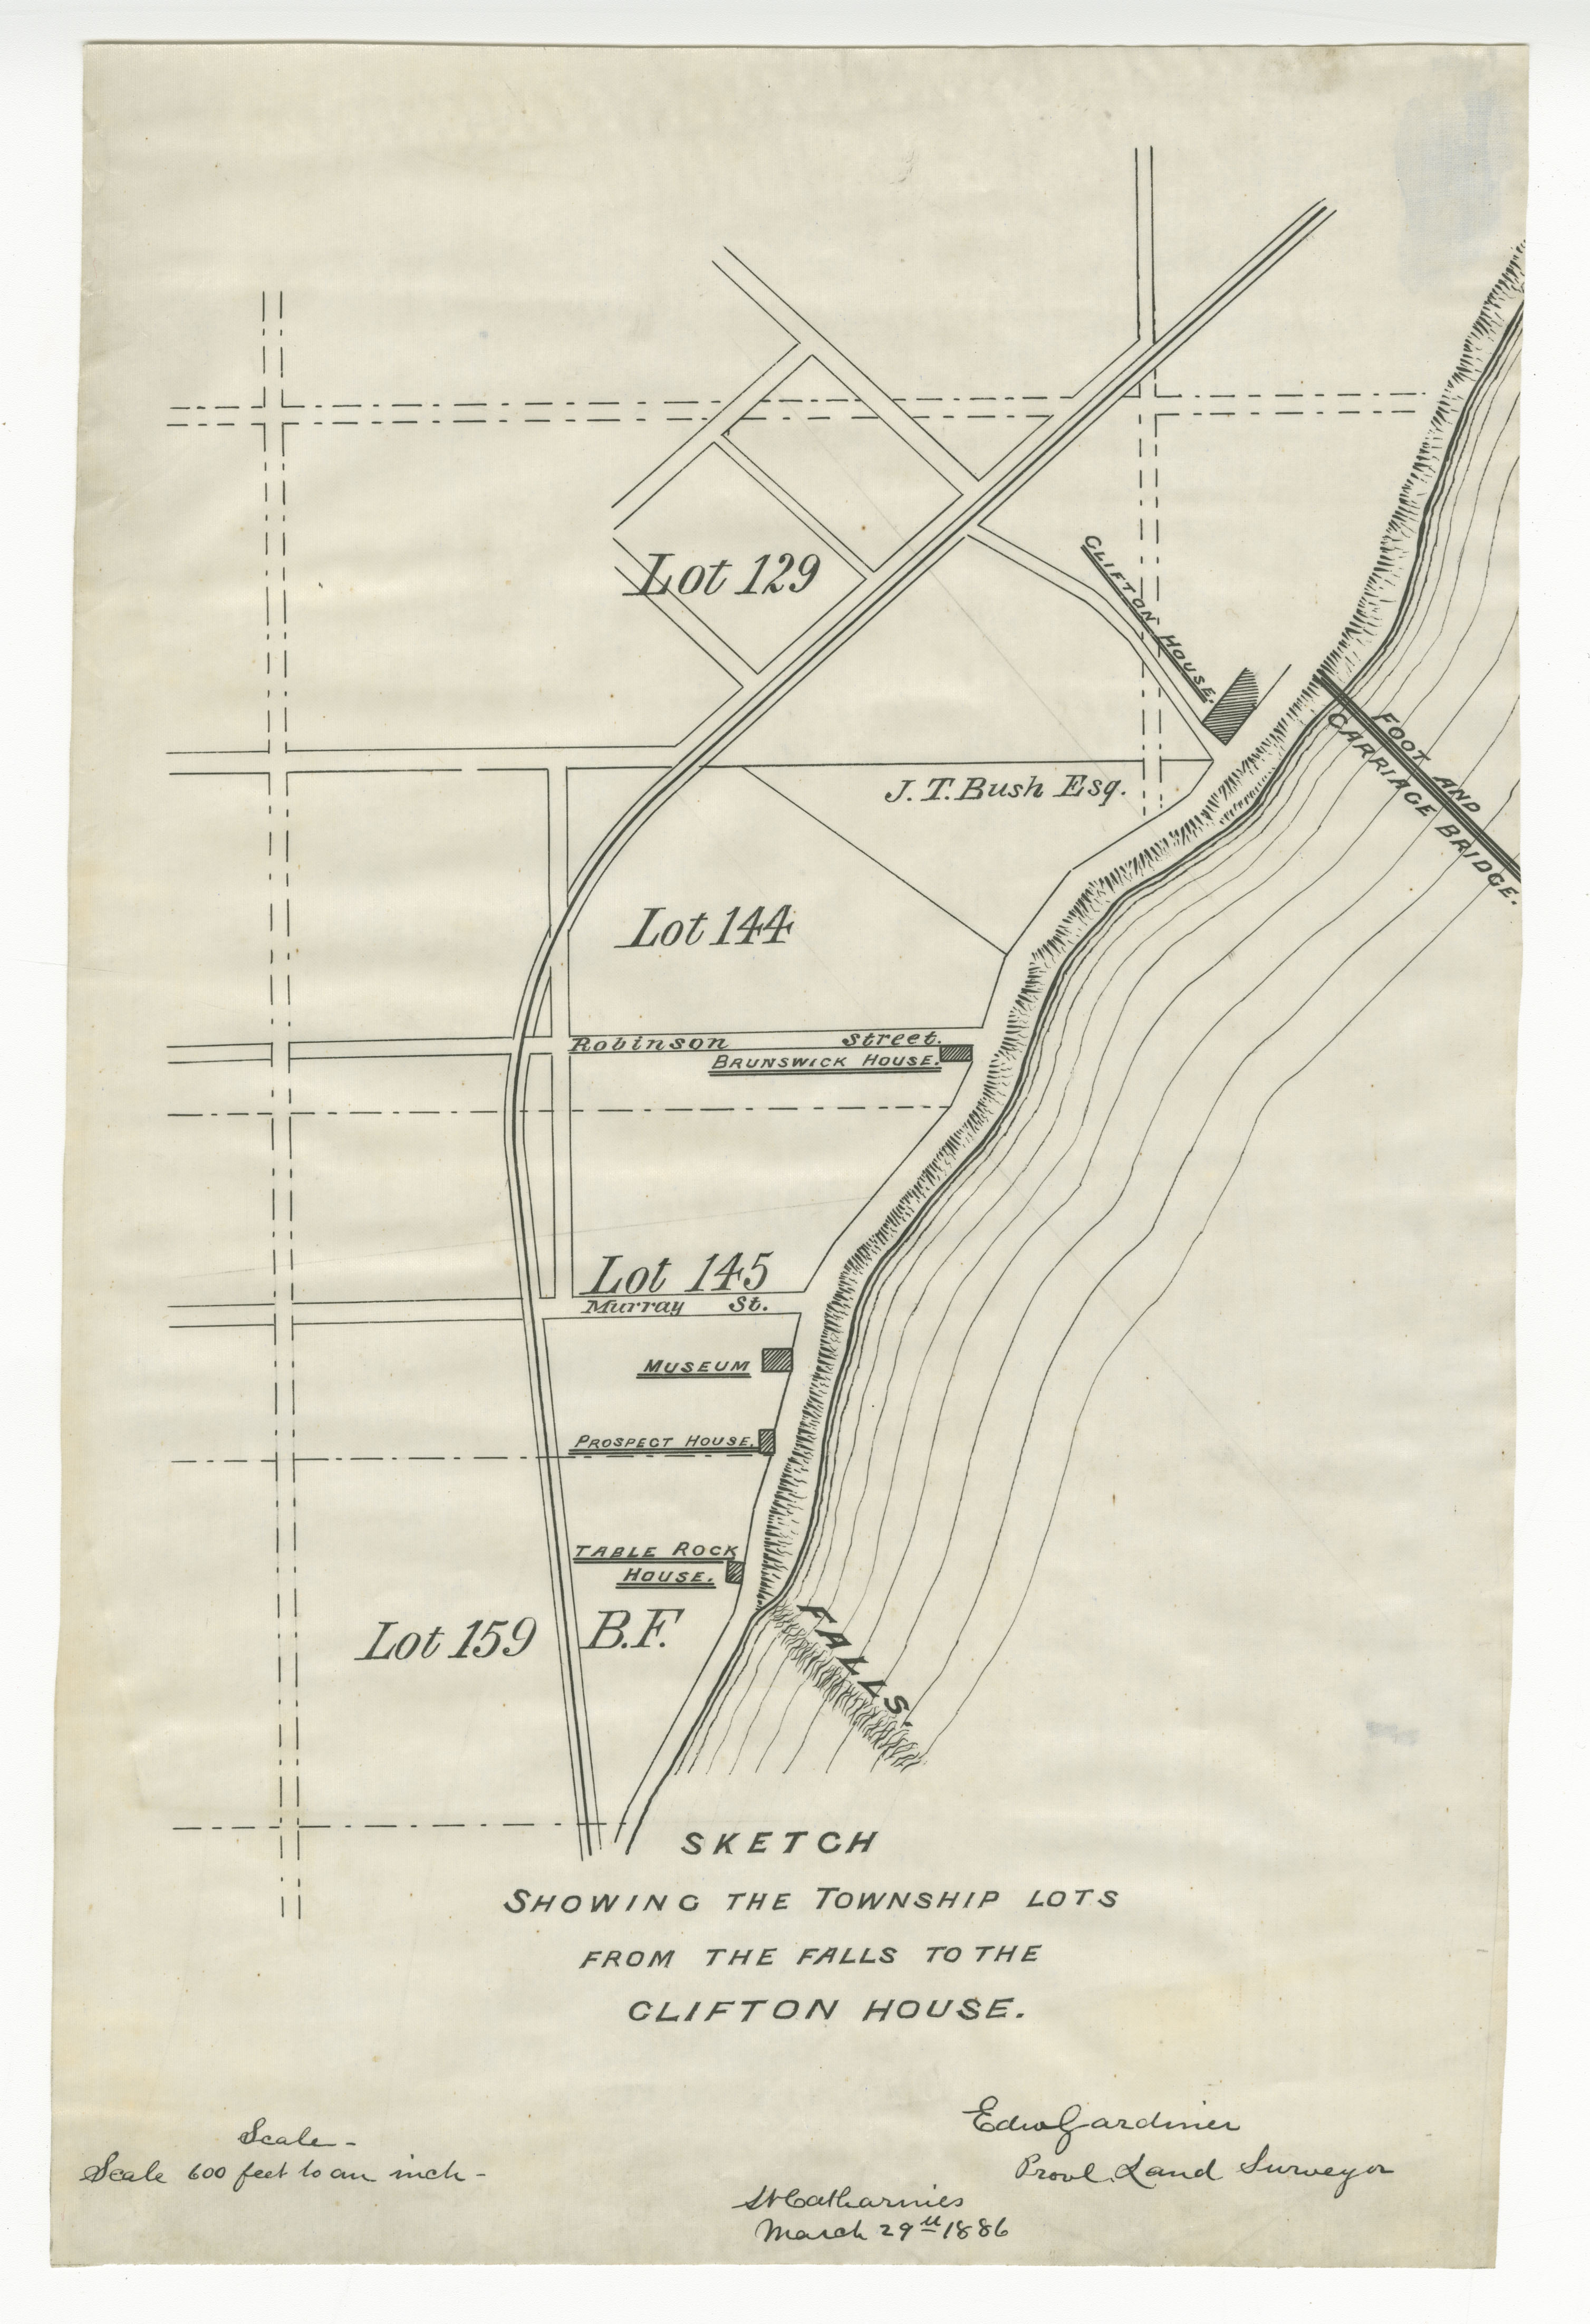 Lot 129
CLIFTON HOUSE.
FOOT AND
CARRIAGE BRIDGE.
J. T. Bush Esq.
Lot 144
Robinson Street.
BRUNSWICK HOUSE.
Lot 145
Murray St.
MUSEUM
PROSPECT HOUSE.
TABLE ROCK
HOUSE.
Lot 159
B.F.
FALLS.
SKETCH
SHOWING THE TOWNSHIP LOTS
FROM THE FALLS TO THE
CLIFTON HOUSE.
Scale -
Scale 600 feet to an inch -
Edw Gardiner
Provl. Land Surveyor
St Catharines
March 29th 1886